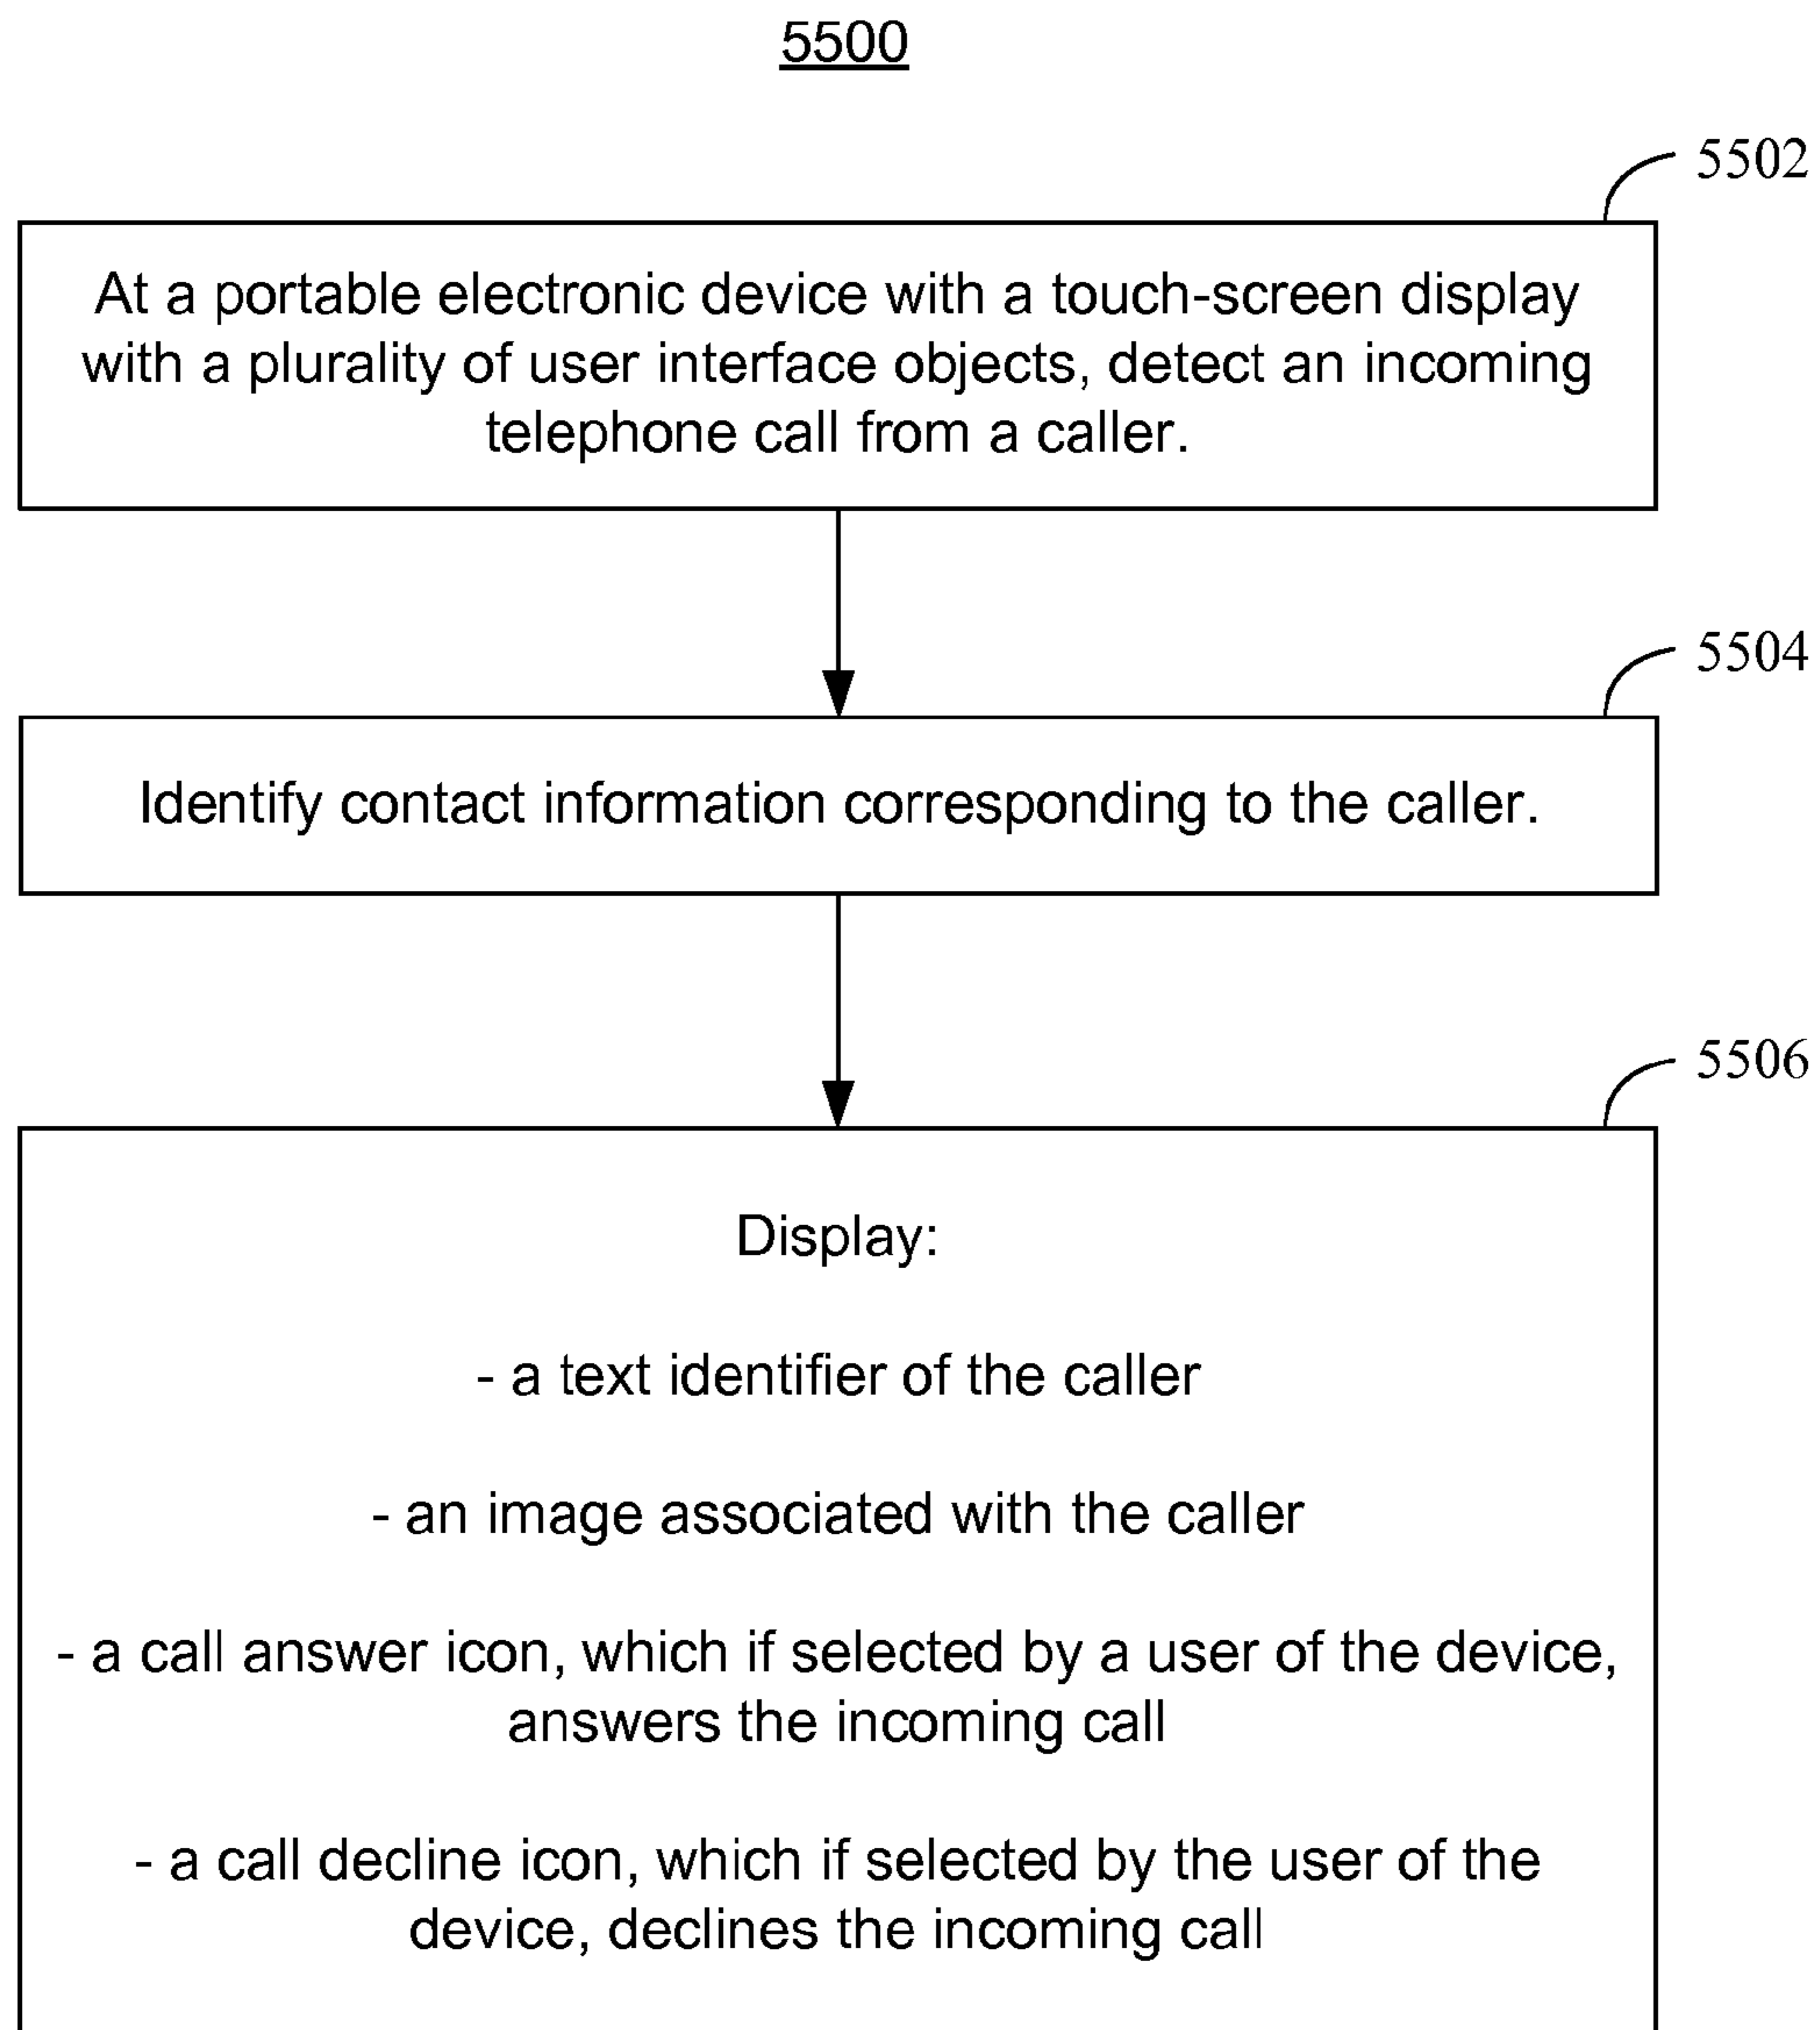 5500
5502
At a portable electronic device with a touch-screen display
with a plurality of user interface objects, detect an incoming
telephone call from a caller.
5504
Identify contact information corresponding to the caller.
5506
Display:
- a text identifier of the caller
- an image associated with the caller
- a call answer icon, which if selected by a user of the device,
answers the incoming call
- a call decline icon, which if selected by the user of the
device, declines the incoming call